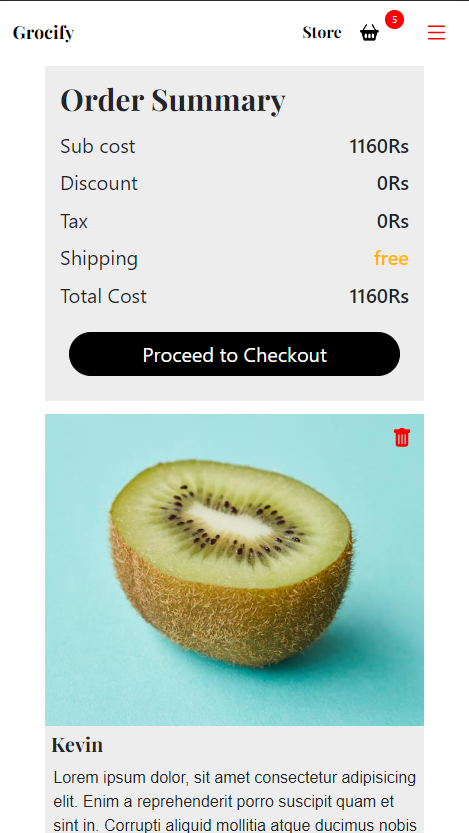 Grocify Store 5
Order Summary
Sub cost 1160Rs
Discount 0Rs
Tax 0Rs
Shipping free
Total Cost 1160Rs
Proceed to Checkout
Kevin
Lorem ipsum dolor, sit amet consectetur adipisicing
elit. Enim a reprehenderit porro suscipit quam et
sint in. Corrupti aliquid mollitia atque ducimus nobis